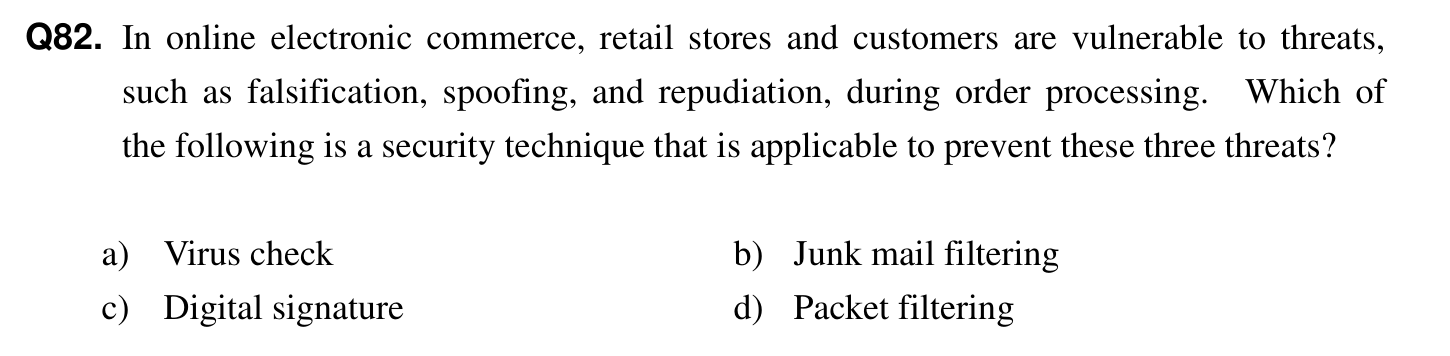 Q82. In online electronic commerce, retail stores and customers are vulnerable to threats,
such as falsification, spoofing, and repudiation, during order processing. Which of
the following is a security technique that is applicable to prevent these three threats?
a) Virus check b) Junk mail filtering
c) Digital signature d) Packet filtering